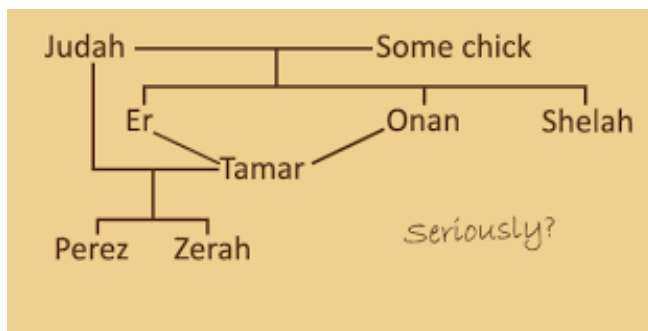 Judah Some chick
Er Onan Shelah
Tamar
Seriously?
Perez Zerah